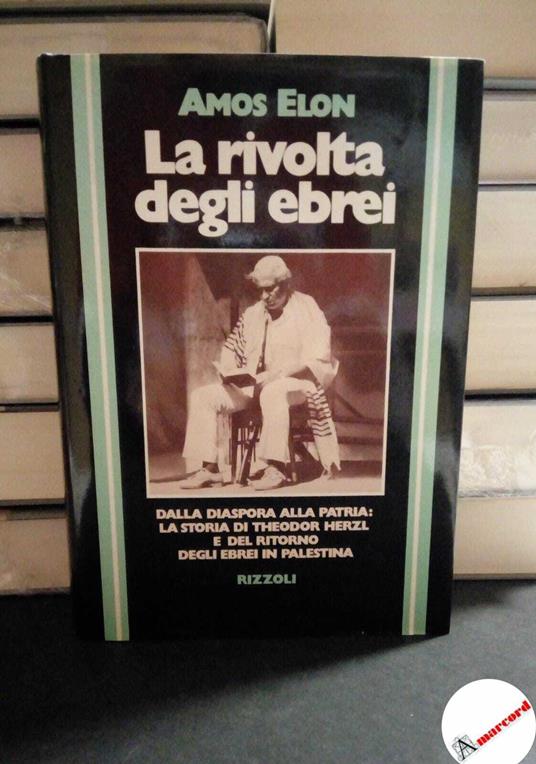 AMOS ELON
La rivolta
degli ebrei
DALLA DIASPORA ALLA PATRIA:
LA STORIA DI THEODOR HERZL
E DEL RITORNO
DEGLI EBREI IN PALESTINA
RIZZOLI
Amarcord